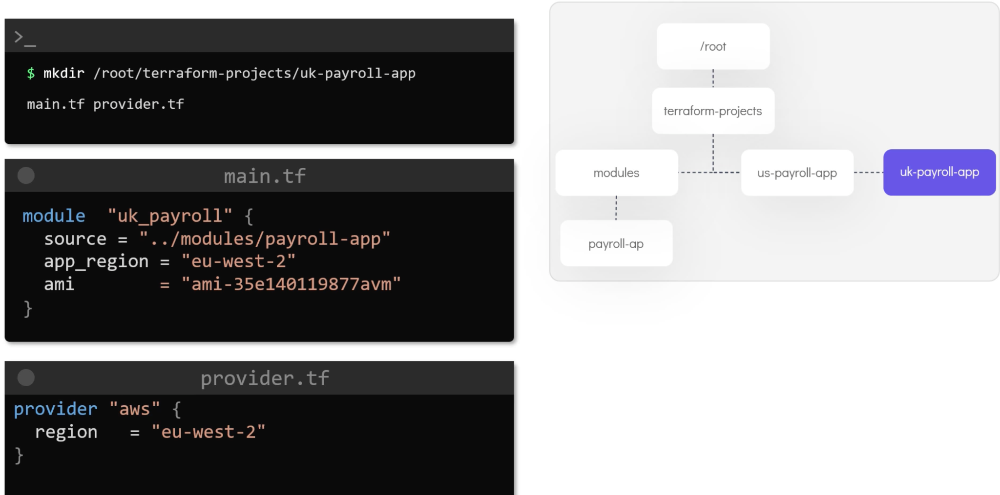 >_
$ mkdir /root/terraform-projects/uk-payroll-app
main.tf provider.tf
main.tf
module "uk_payroll" {
source = "../modules/payroll-app"
app_region = "eu-west-2"
ami = "ami-35e140119877avm"
}
provider.tf
provider "aws" {
region = "eu-west-2"
}
/root
terraform-projects
modules
us-payroll-app
uk-payroll-app
payroll-ap